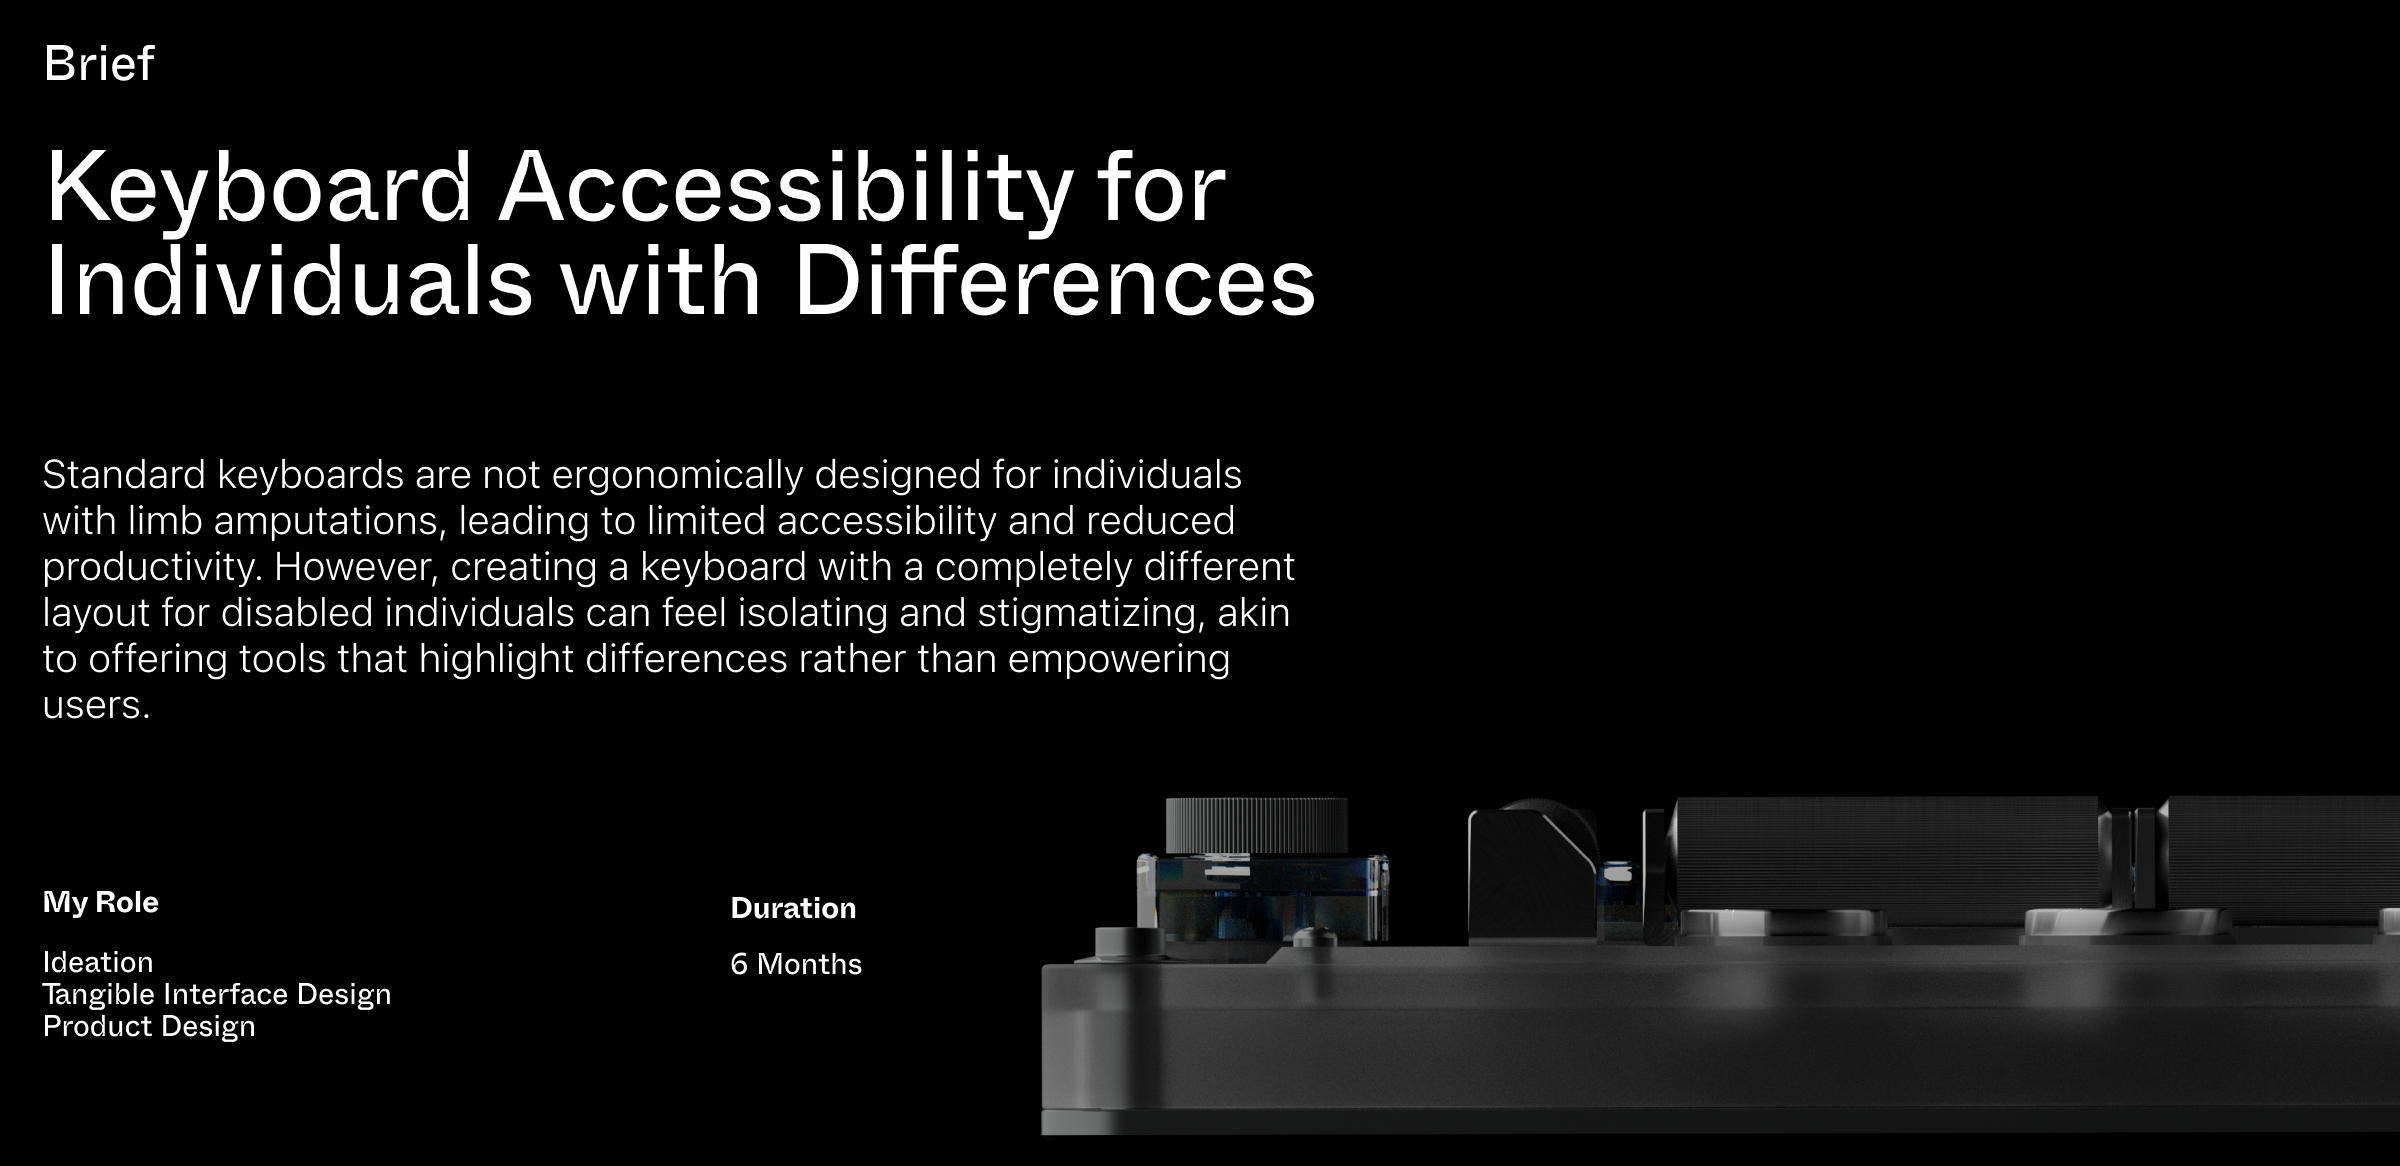 Brief
Keyboard Accessibility for
Individuals with Differences
Standard keyboards are not ergonomically designed for individuals
with limb amputations, leading to limited accessibility and reduced
productivity. However, creating a keyboard with a completely different
layout for disabled individuals can feel isolating and stigmatizing, akin
to offering tools that highlight differences rather than empowering
users.
My Role
Ideation
Tangible Interface Design
Product Design
Duration
6 Months